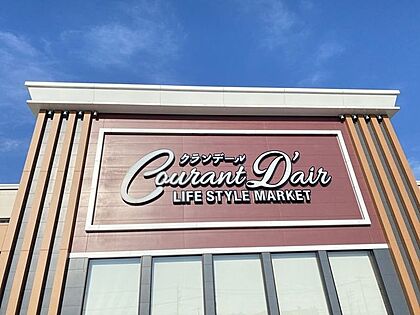 クランデール
Courant D'air
LIFE STYLE MARKET